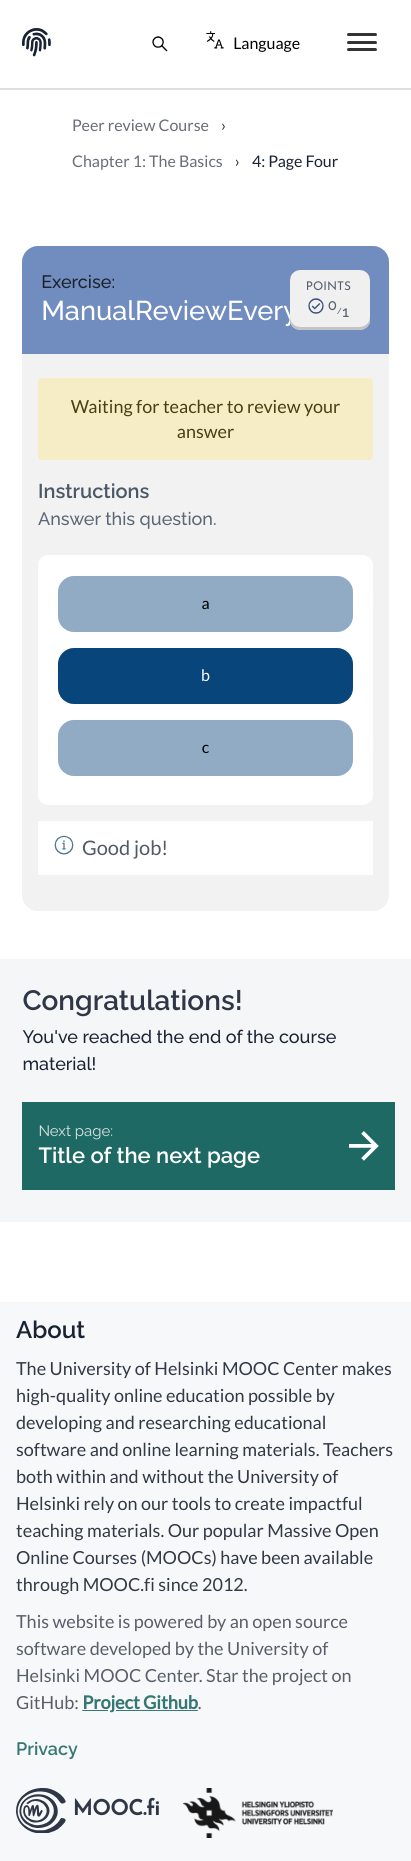 Language
Peer review Course ›
Chapter 1: The Basics › 4: Page Four
Exercise:
ManualReviewEvery
POINTS
0/1
Waiting for teacher to review your
answer
Instructions
Answer this question.
a
b
c
Good job!
Congratulations!
You've reached the end of the course
material!
Next page:
Title of the next page
About
The University of Helsinki MOOC Center makes
high-quality online education possible by
developing and researching educational
software and online learning materials. Teachers
both within and without the University of
Helsinki rely on our tools to create impactful
teaching materials. Our popular Massive Open
Online Courses (MOOCs) have been available
through MOOC.fi since 2012.
This website is powered by an open source
software developed by the University of
Helsinki MOOC Center. Star the project on
GitHub: Project Github.
Privacy
MOOC.fi
HELSINGIN YLIOPISTO
HELSINGFORS UNIVERSITET
UNIVERSITY OF HELSINKI